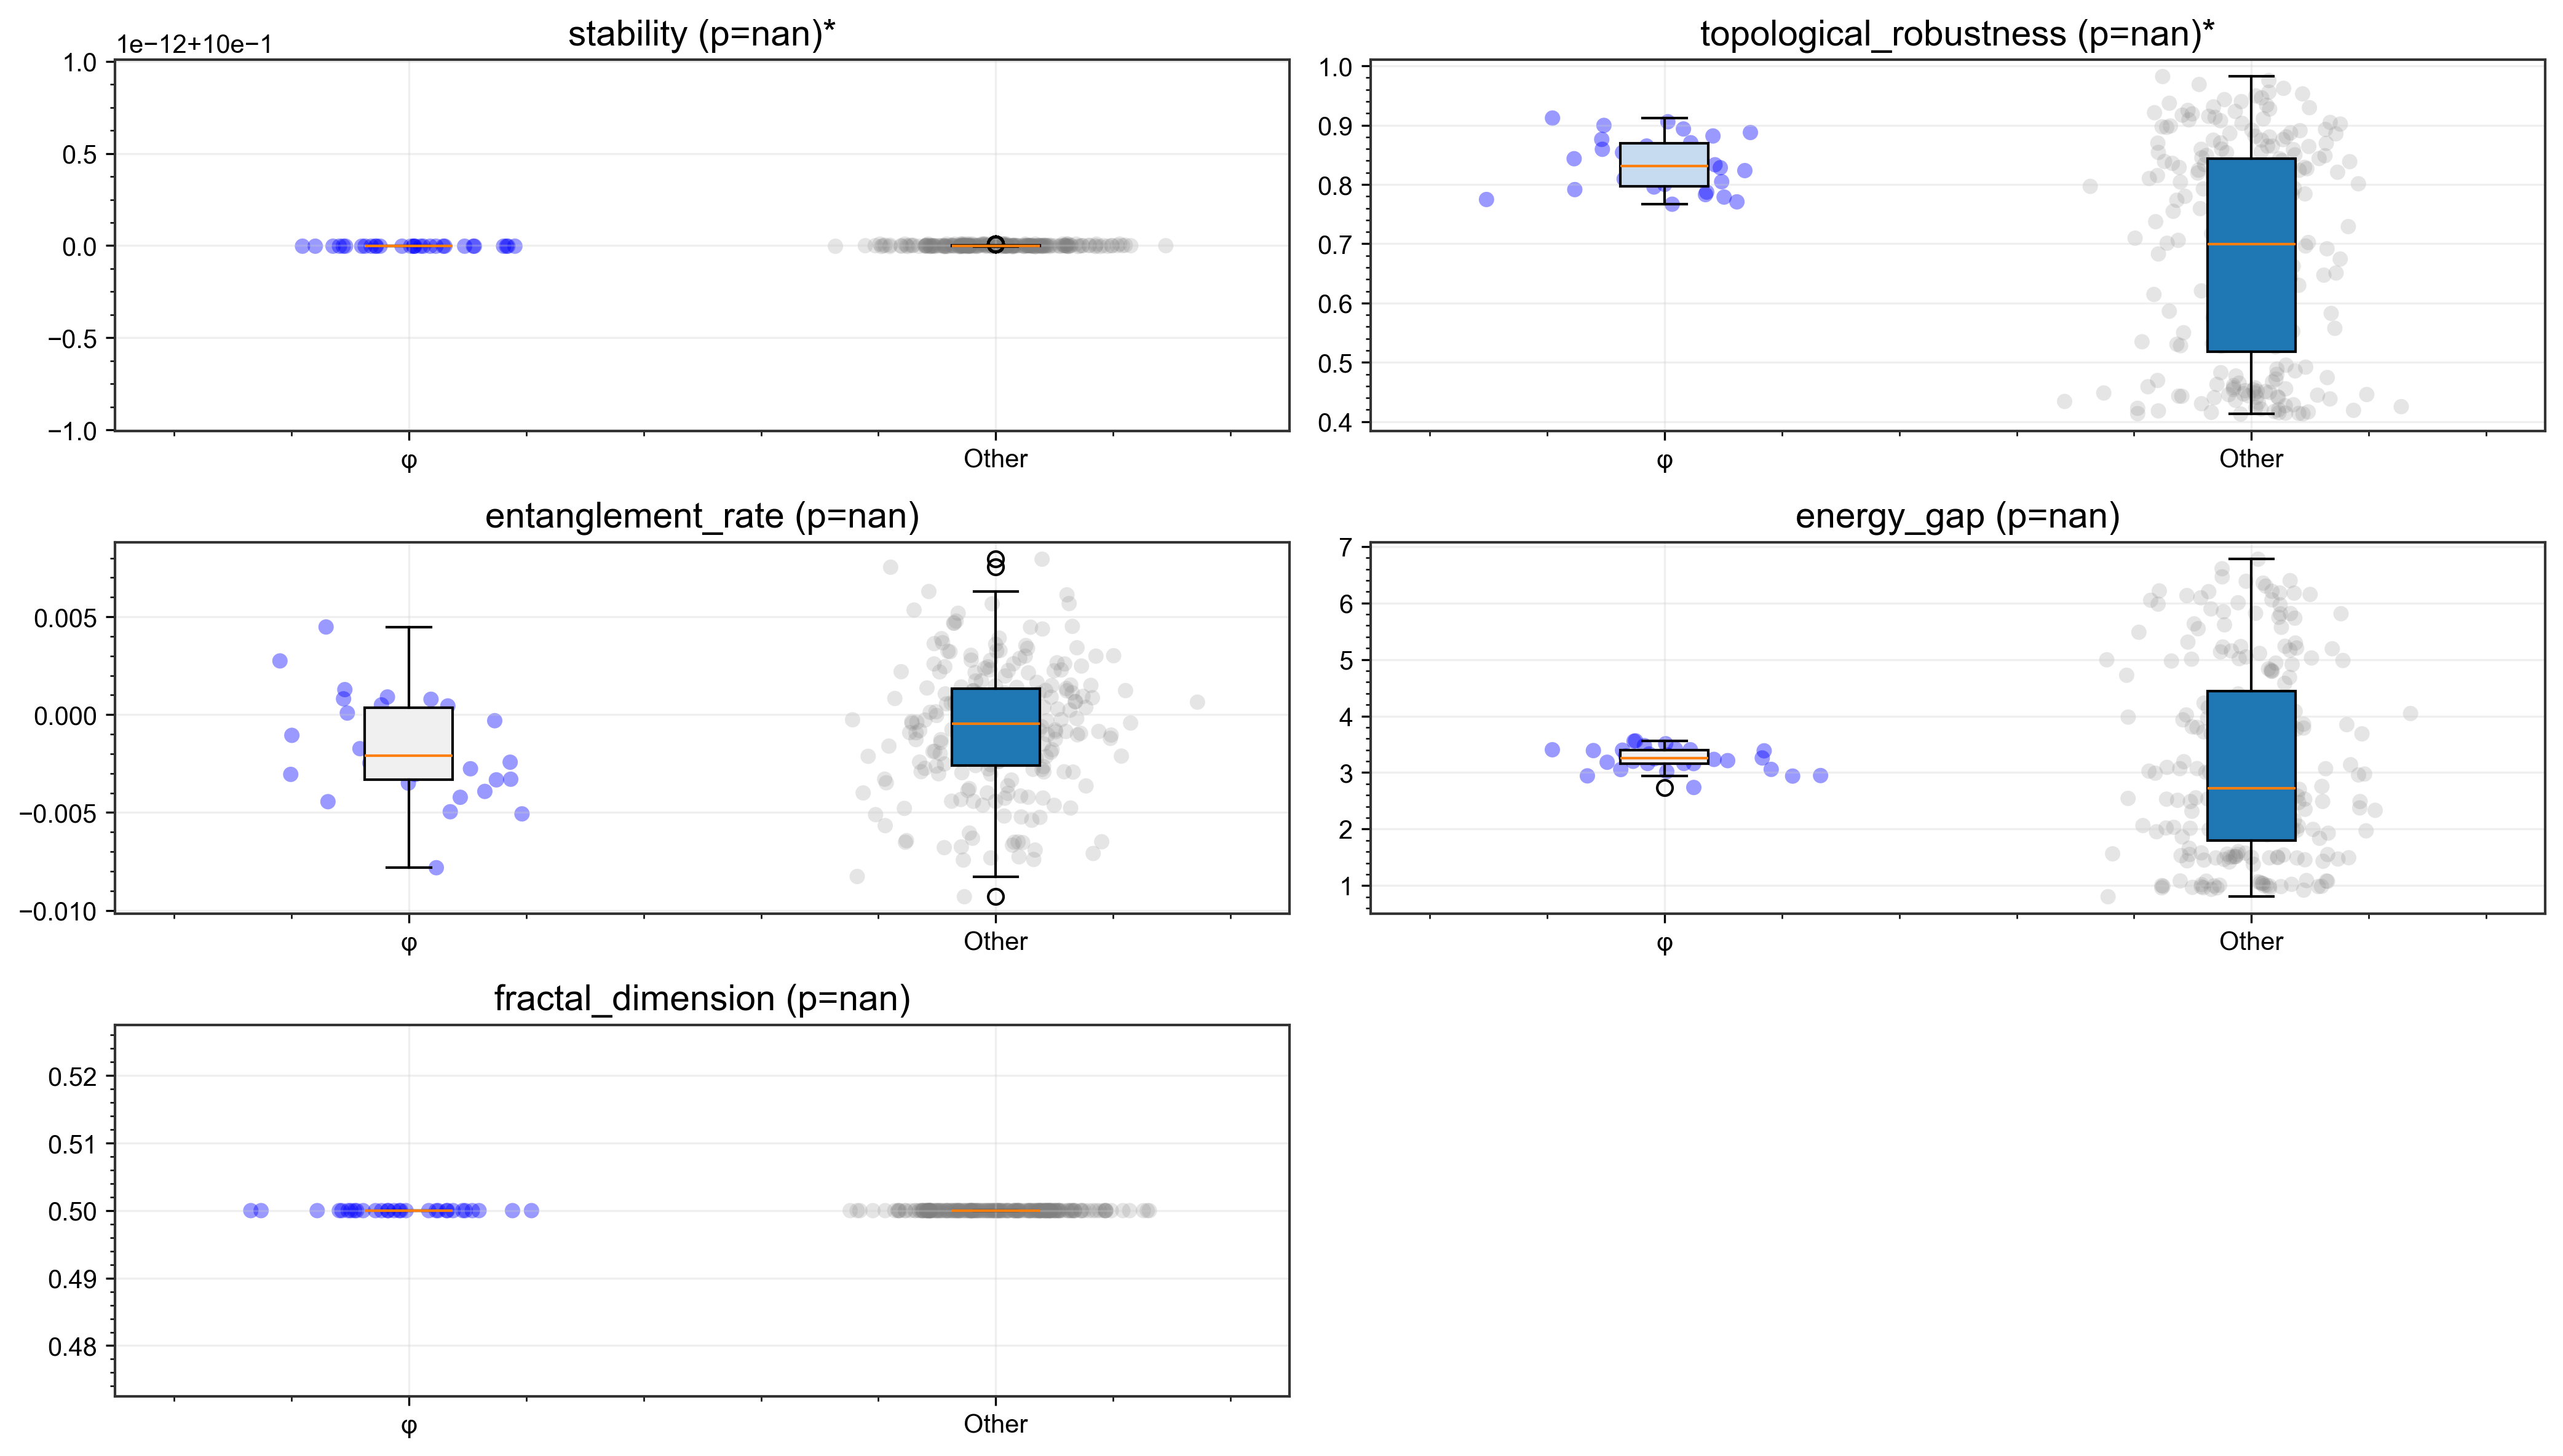 stability (p=nan)*
1e−12+10e−1
1.0
0.5
0.0
−0.5
−1.0
φ Other
topological_robustness (p=nan)*
1.0
0.9
0.8
0.7
0.6
0.5
0.4
φ Other
entanglement_rate (p=nan)
0.005
0.000
−0.005
−0.010
φ Other
energy_gap (p=nan)
7
6
5
4
3
2
1
φ Other
fractal_dimension (p=nan)
0.52
0.51
0.50
0.49
0.48
φ Other